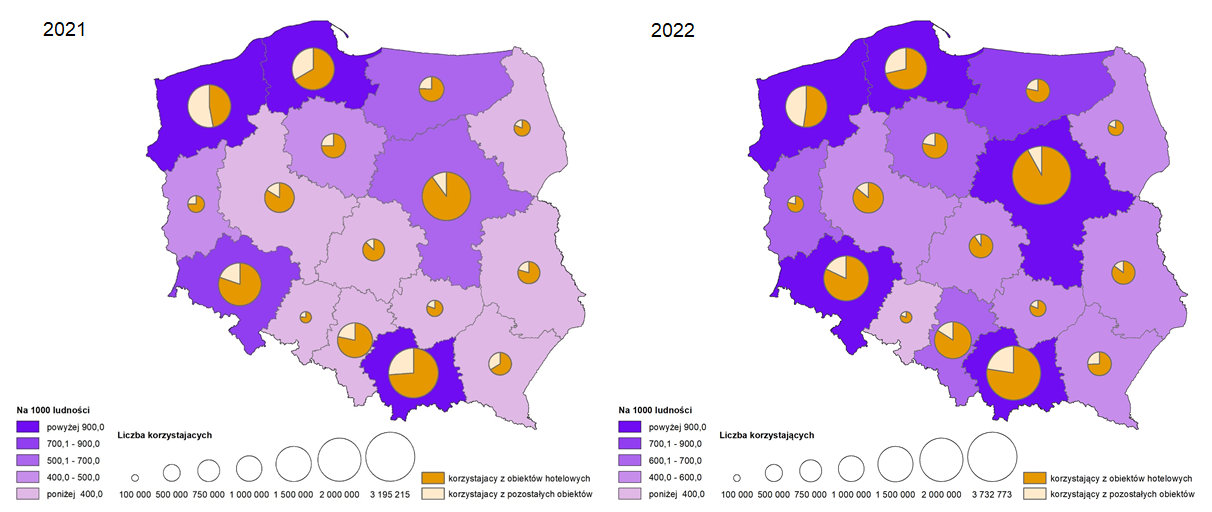 2021
Na 1000 ludności
powyżej 900,0
700,1 - 900,0
500,1 - 700,0
400,0 - 500,0
poniżej 400,0
Liczba korzystajacych
100 000 500 000 750 000 1 000 000 1 500 000 2 000 000 3 195 215
korzystajacy z obiektów hotelowych
korzystajacy z pozostałych obiektów
2022
Na 1000 ludności
powyżej 900,0
700,1 - 900,0
600,1 - 700,0
400,0 - 600,0
poniżej 400,0
Liczba korzystających
100 000 500 000 750 000 1 000 000 1 500 000 2 000 000 3 732 773
korzystający z obiektów hotelowych
korzystający z pozostałych obiektów